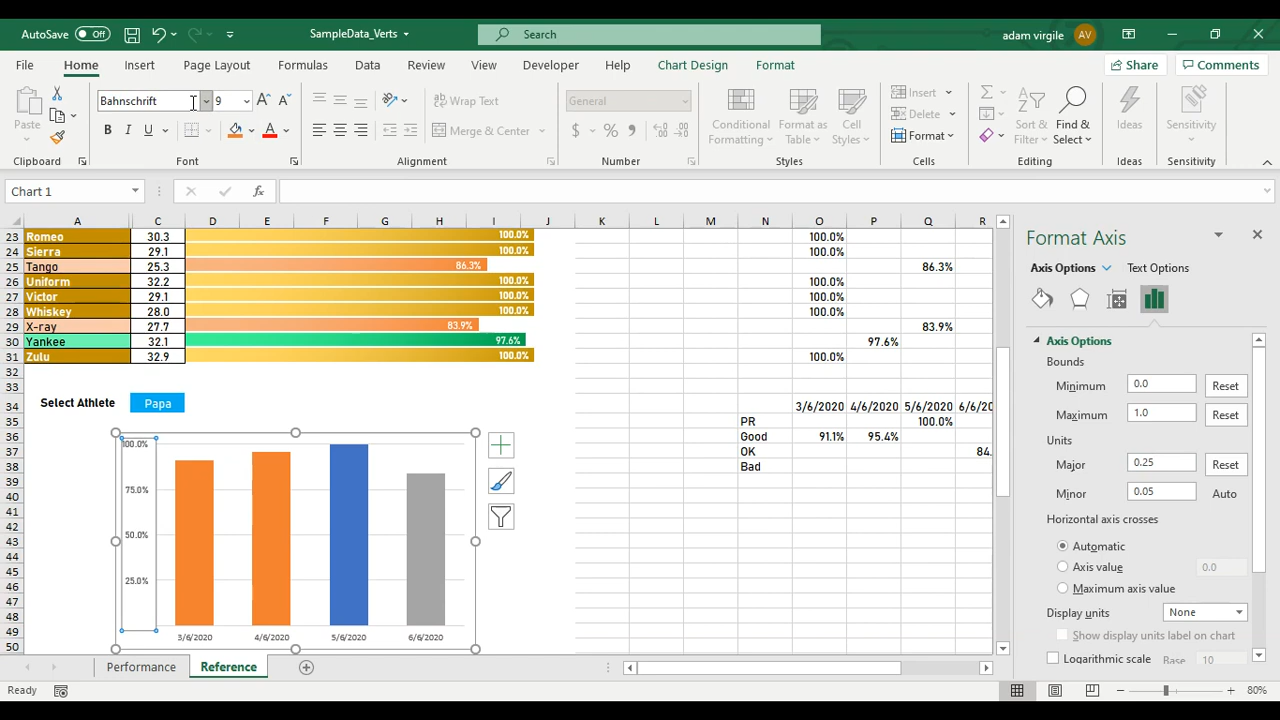 AutoSave Off SampleData_Verts Search adam virgile AV
File Home Insert Page Layout Formulas Data Review View Developer Help Chart Design Format Share Comments
Bahnschrift 9 Wrap Text General Insert
Paste B I U Merge & Center $ % Conditional Formatting Format as Table Cell Styles Delete Format Sort & Filter Find & Select Ideas Sensitivity
Clipboard Font Alignment Number Styles Cells Editing Ideas Sensitivity
Chart 1 fx
A C D E F G H I J K L M N O P Q R
23 Romeo 30.3 100.0% 100.0%
24 Sierra 29.1 100.0% 100.0%
25 Tango 25.3 86.3% 86.3%
26 Uniform 32.2 100.0% 100.0%
27 Victor 29.1 100.0% 100.0%
28 Whiskey 28.0 100.0% 100.0%
29 X-ray 27.7 83.9% 83.9%
30 Yankee 32.1 97.6% 97.6%
31 Zulu 32.9 100.0% 100.0%
32
33
34 Select Athlete Papa 3/6/2020 4/6/2020 5/6/2020 6/6/20
35 PR 100.0%
36 Good 91.1% 95.4%
37 OK 84.
38 Bad
39
40
41
42
43
44
45
46
47
48
49
50
100.0%
75.0%
50.0%
25.0%
3/6/2020 4/6/2020 5/6/2020 6/6/2020
Format Axis
Axis Options Text Options
Axis Options
Bounds
Minimum 0.0 Reset
Maximum 1.0 Reset
Units
Major 0.25 Reset
Minor 0.05 Auto
Horizontal axis crosses
Automatic
Axis value 0.0
Maximum axis value
Display units None
Show display units label on chart
Logarithmic scale Base 10
Performance Reference
Ready 80%